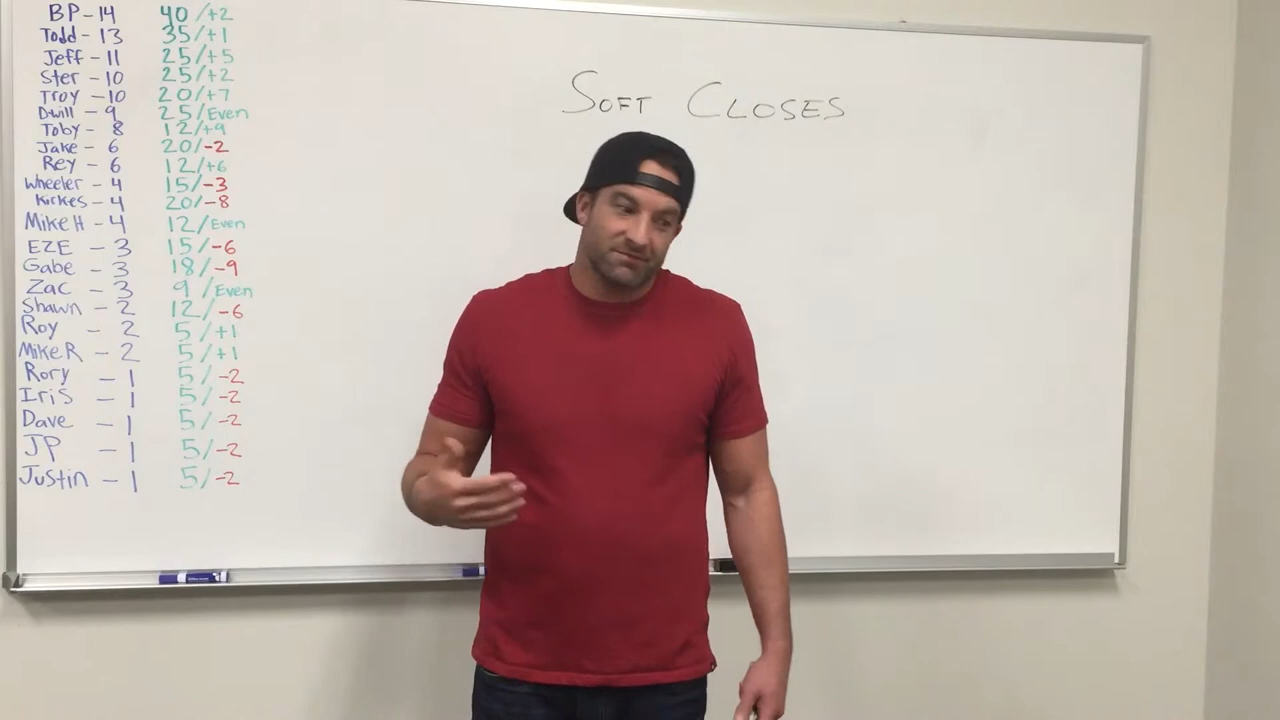 BP - 14 40/+2
Todd - 13 35/+1
Jeff - 11 25/+5
Ster - 10 25/+2
Troy - 10 20/+7
Dwill - 9 25/Even
Toby - 8 12/+9
Jake - 6 20/-2
Rey - 6 12/+6
Wheeler - 4 15/-3
Kirkes - 4 20/-8
Mike H - 4 12/Even
EZE - 3 15/-6
Gabe - 3 18/-9
Zac - 3 9/Even
Shawn - 2 12/-6
Roy - 2 5/+1
Mike R - 2 5/+1
Rory - 1 5/-2
Iris - 1 5/-2
Dave - 1 5/-2
JP - 1 5/-2
Justin - 1 5/-2
SOFT CLOSES